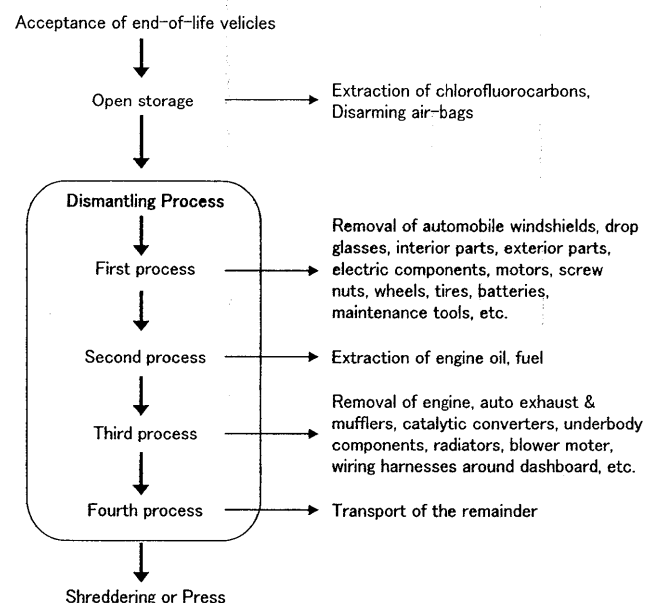 Acceptance of end-of-life velicles
Open storage
Extraction of chlorofluorocarbons,
Disarming air-bags
Dismantling Process
First process
Removal of automobile windshields, drop
glasses, interior parts, exterior parts,
electric components, motors, screw
nuts, wheels, tires, batteries,
maintenance tools, etc.
Second process
Extraction of engine oil, fuel
Third process
Removal of engine, auto exhaust &
mufflers, catalytic converters, underbody
components, radiators, blower moter,
wiring harnesses around dashboard, etc.
Fourth process
Transport of the remainder
Shreddering or Press